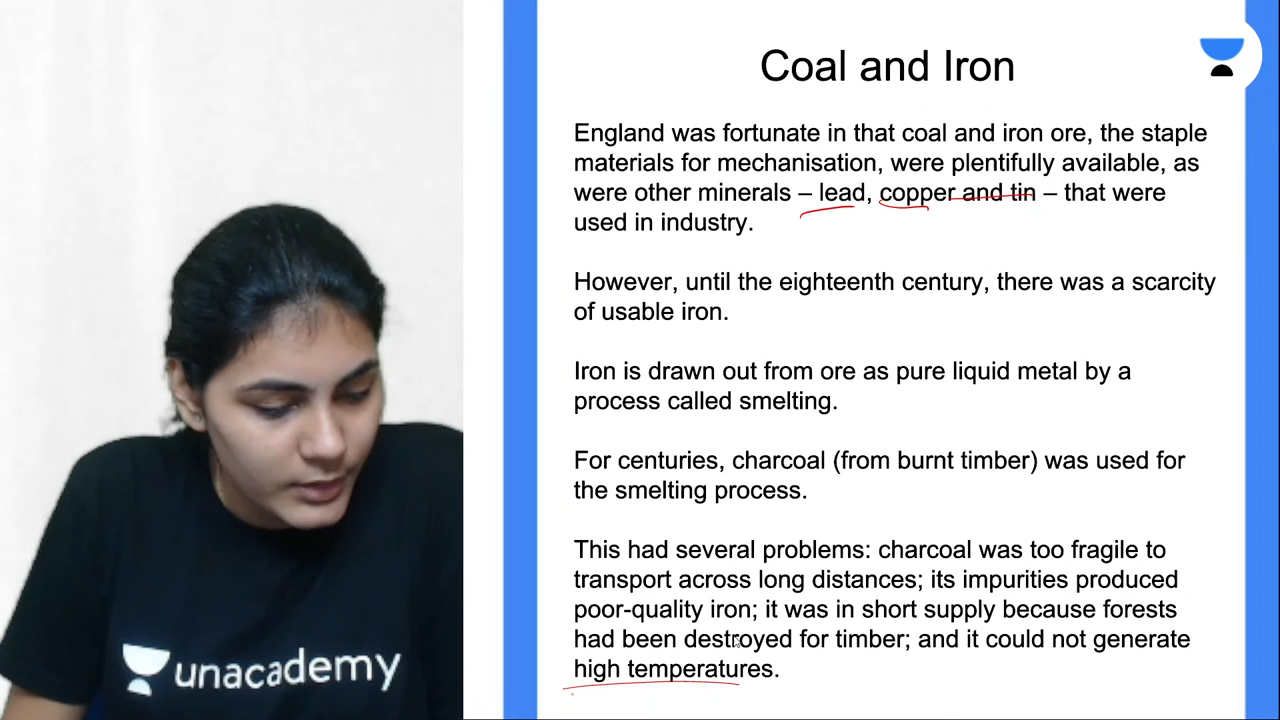 Coal and Iron
England was fortunate in that coal and iron ore, the staple
materials for mechanisation, were plentifully available, as
were other minerals – lead, copper and tin – that were
used in industry.
However, until the eighteenth century, there was a scarcity
of usable iron.
Iron is drawn out from ore as pure liquid metal by a
process called smelting.
For centuries, charcoal (from burnt timber) was used for
the smelting process.
This had several problems: charcoal was too fragile to
transport across long distances; its impurities produced
poor-quality iron; it was in short supply because forests
had been destroyed for timber; and it could not generate
high temperatures.
unacademy